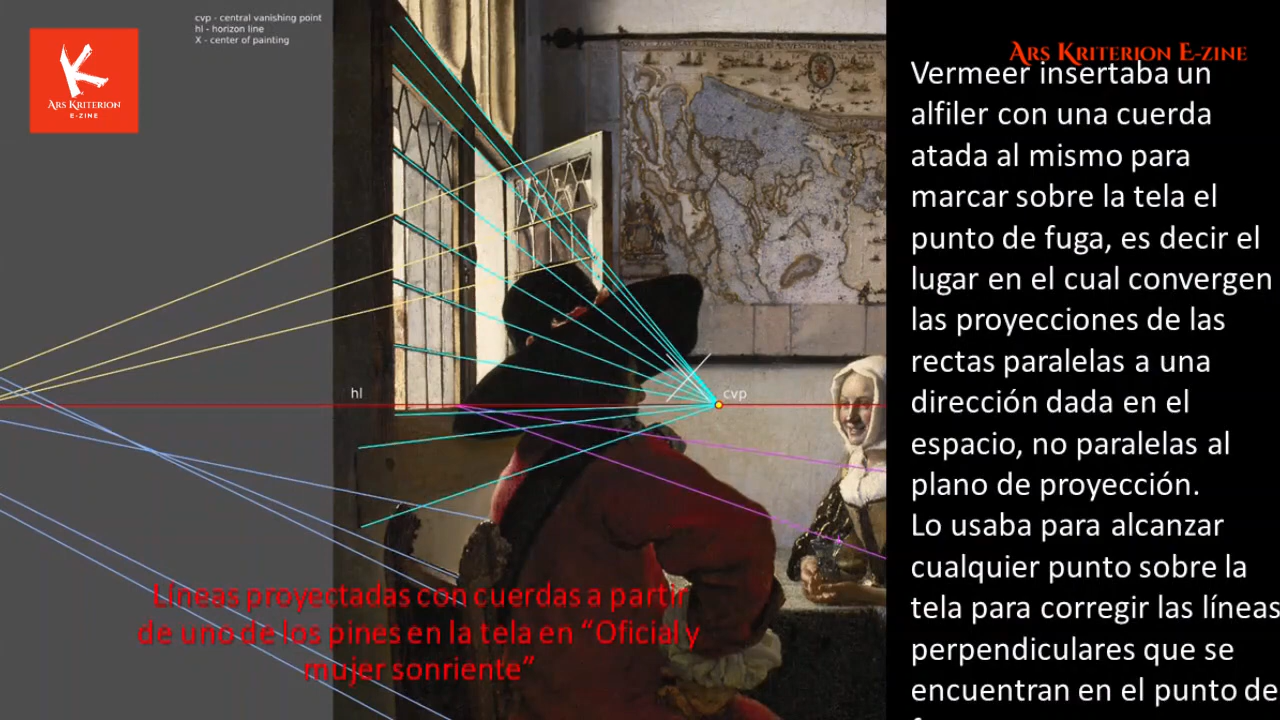 cvp - central vanishing point
hl - horizon line
X - center of painting
ARS KRITERION
E-ZINE
hl
cvp
Líneas proyectadas con cuerdas a partir
de uno de los pines en la tela en “Oficial y
mujer sonriente”
ARS KRITERION E-ZINE
Vermeer insertaba un
alfiler con una cuerda
atada al mismo para
marcar sobre la tela el
punto de fuga, es decir el
lugar en el cual convergen
las proyecciones de las
rectas paralelas a una
dirección dada en el
espacio, no paralelas al
plano de proyección.
Lo usaba para alcanzar
cualquier punto sobre la
tela para corregir las líneas
perpendiculares que se
encuentran en el punto de